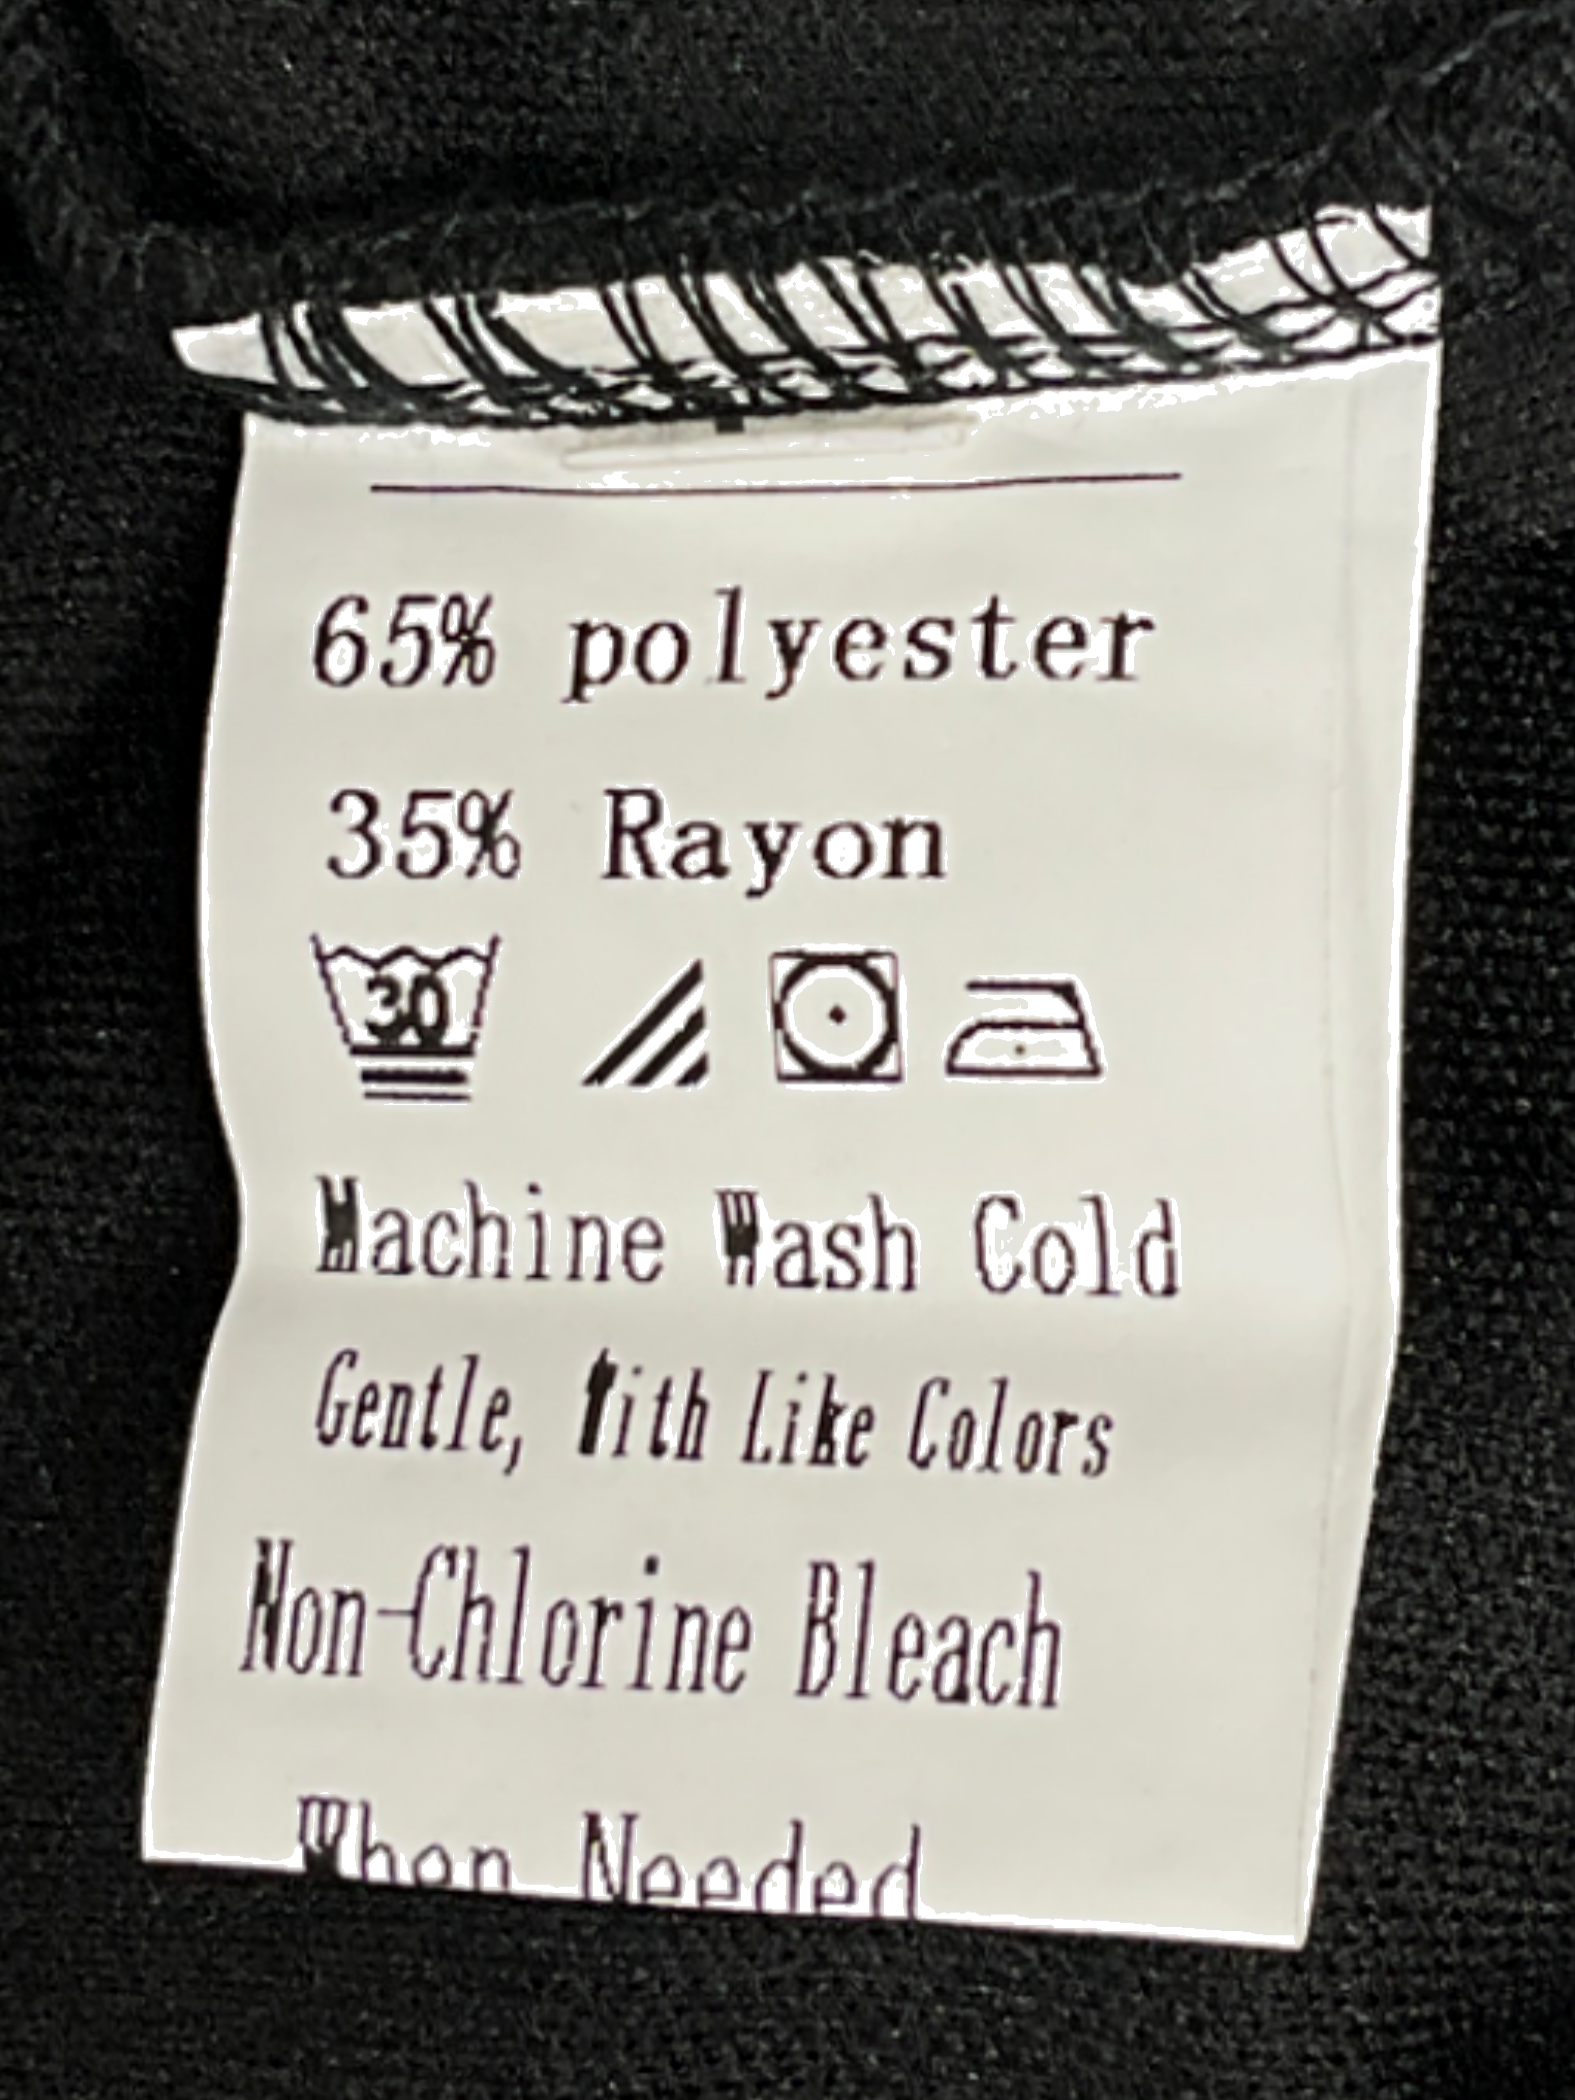 65% polyester
35% Rayon
30
Machine Wash Cold
Gentle, With Like Colors
Non-Chlorine Bleach
When Needed